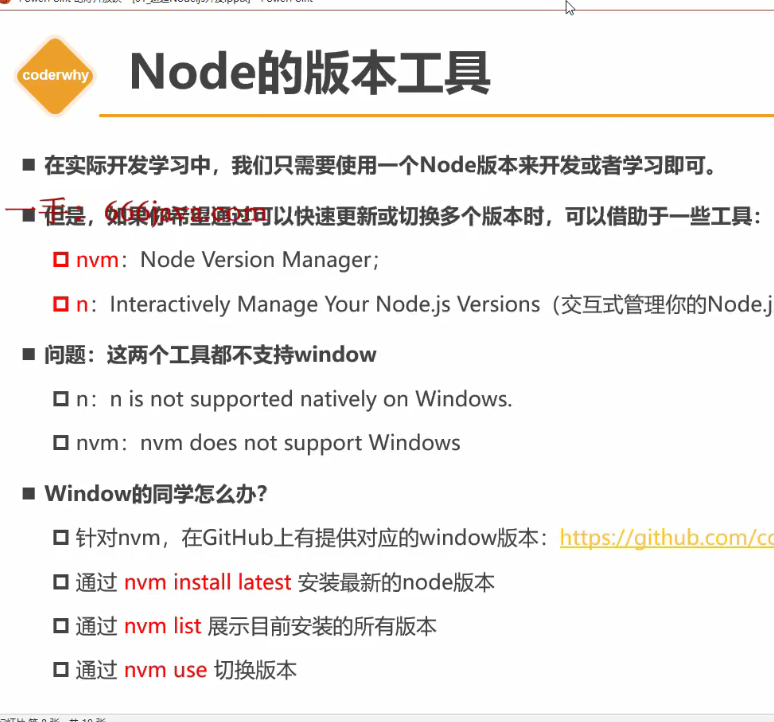 coderwhy
Node的版本工具
在实际开发学习中，我们只需要使用一个Node版本来开发或者学习即可。
一手：666java.com
但是，如果你希望通过可以快速更新或切换多个版本时，可以借助于一些工具：
nvm：Node Version Manager；
n：Interactively Manage Your Node.js Versions（交互式管理你的Node.j
问题：这两个工具都不支持window
n：n is not supported natively on Windows.
nvm：nvm does not support Windows
Window的同学怎么办？
针对nvm，在GitHub上有提供对应的window版本：https://github.com/co
通过 nvm install latest 安装最新的node版本
通过 nvm list 展示目前安装的所有版本
通过 nvm use 切换版本